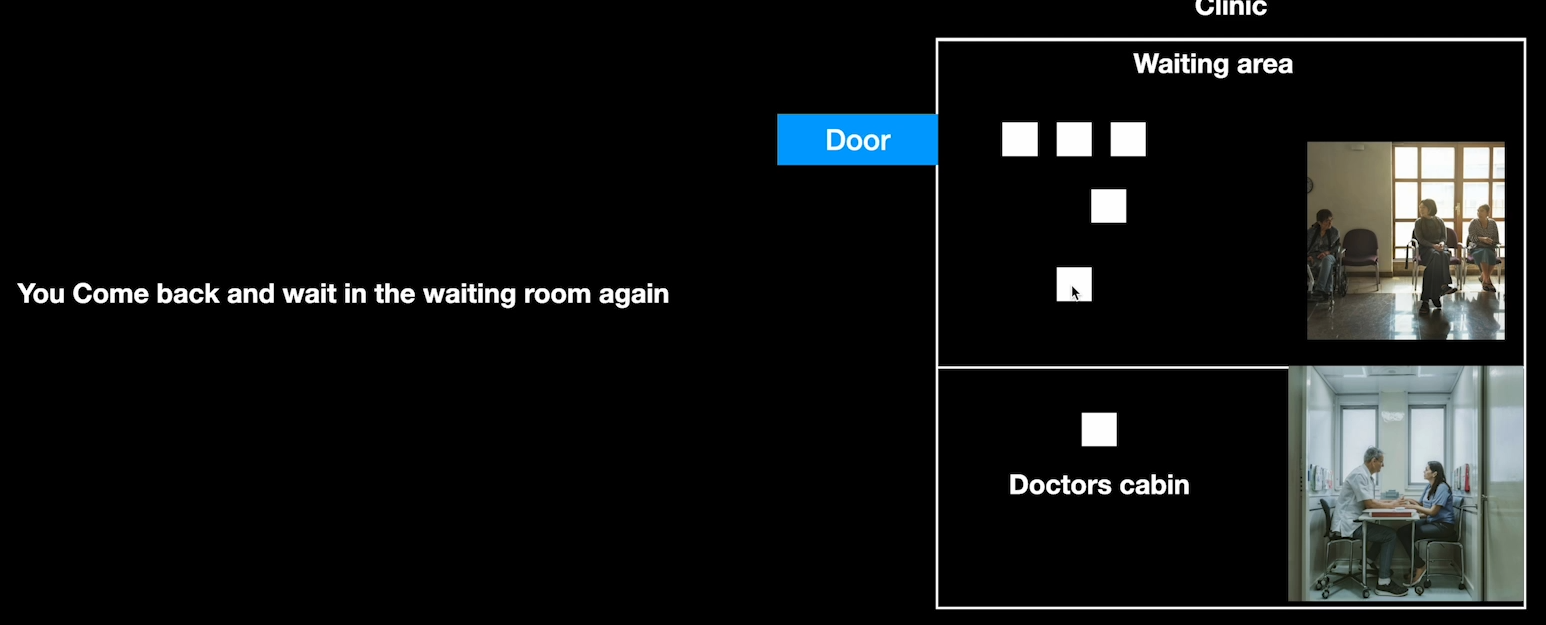 Clinic
Waiting area
Door
You Come back and wait in the waiting room again
Doctors cabin